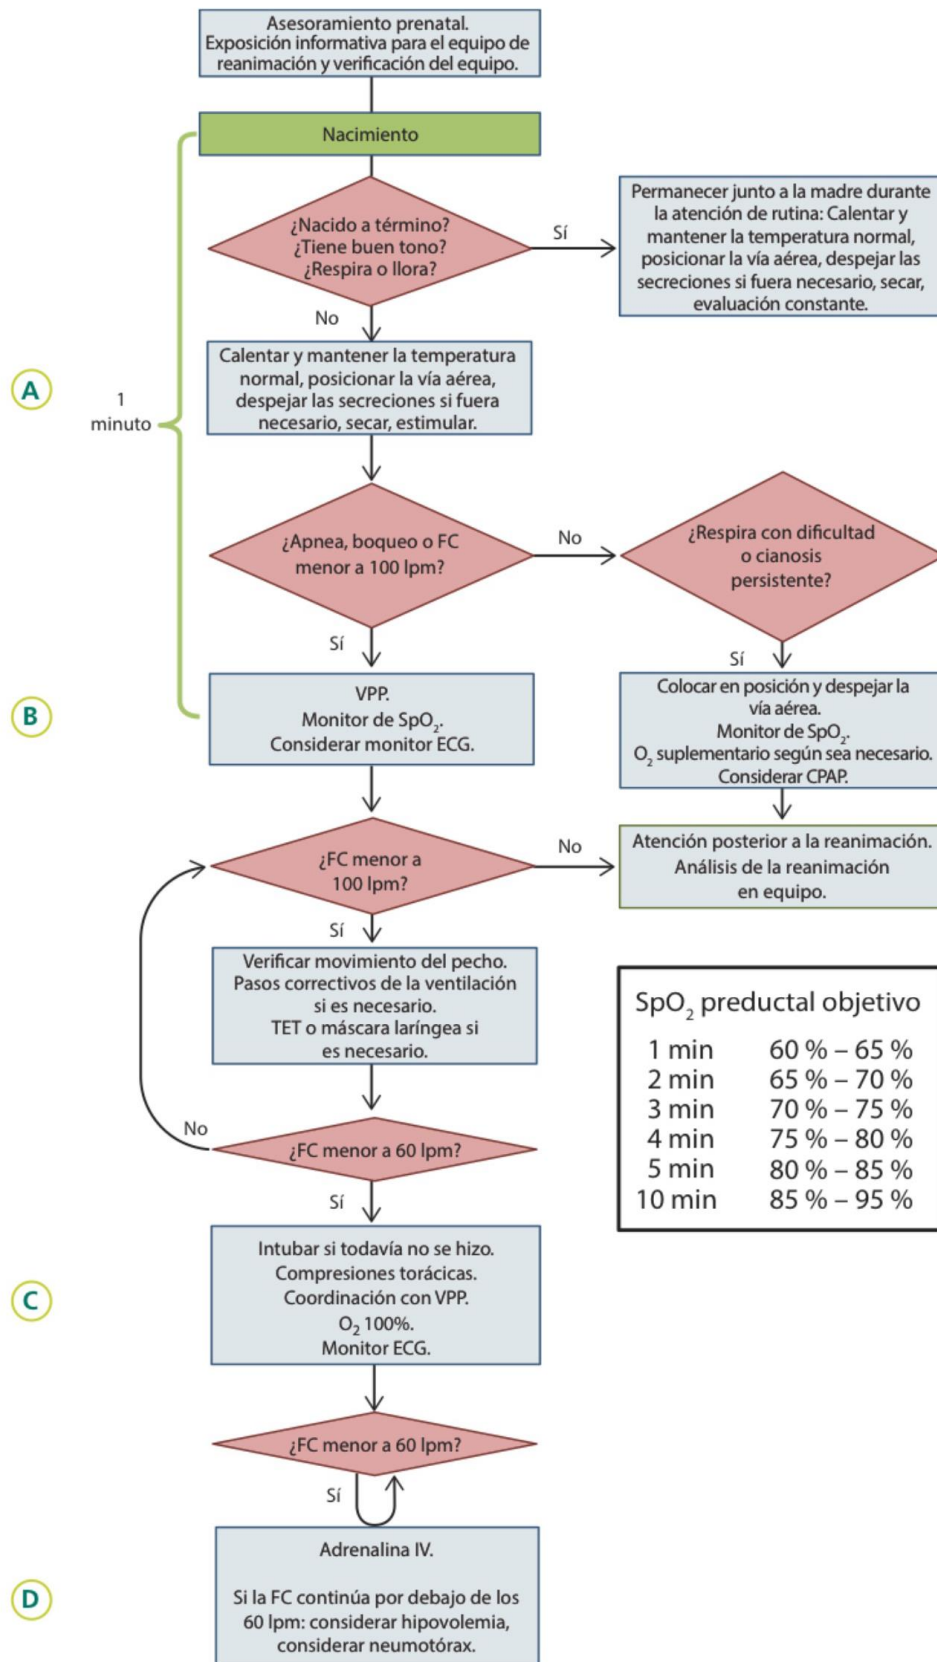 Asesoramiento prenatal.
Exposición informativa para el equipo de
reanimación y verificación del equipo.
Nacimiento
¿Nacido a término?
¿Tiene buen tono?
¿Respira o llora?
Sí
Permanecer junto a la madre durante
la atención de rutina: Calentar y
mantener la temperatura normal,
posicionar la vía aérea, despejar las
secreciones si fuera necesario, secar,
evaluación constante.
No
A
1
minuto
Calentar y mantener la temperatura
normal, posicionar la vía aérea,
despejar las secreciones si fuera
necesario, secar, estimular.
¿Apnea, boqueo o FC
menor a 100 lpm?
No
¿Respira con dificultad
o cianosis
persistente?
Sí
Sí
B
VPP.
Monitor de SpO₂.
Considerar monitor ECG.
Colocar en posición y despejar la
vía aérea.
Monitor de SpO₂.
O₂ suplementario según sea necesario.
Considerar CPAP.
¿FC menor a
100 lpm?
No
Atención posterior a la reanimación.
Análisis de la reanimación
en equipo.
Sí
Verificar movimiento del pecho.
Pasos correctivos de la ventilación
si es necesario.
TET o máscara laríngea si
es necesario.
No
¿FC menor a 60 lpm?
SpO₂ preductal objetivo
1 min 60 % – 65 %
2 min 65 % – 70 %
3 min 70 % – 75 %
4 min 75 % – 80 %
5 min 80 % – 85 %
10 min 85 % – 95 %
Sí
C
Intubar si todavía no se hizo.
Compresiones torácicas.
Coordinación con VPP.
O₂ 100%.
Monitor ECG.
¿FC menor a 60 lpm?
Sí
D
Adrenalina IV.
Si la FC continúa por debajo de los
60 lpm: considerar hipovolemia,
considerar neumotórax.